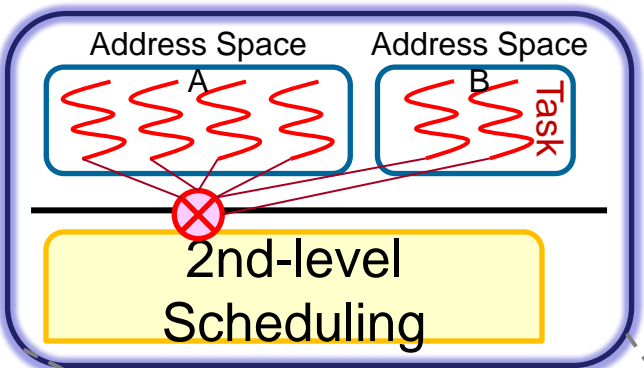 Address Space
A
Address Space
B
Task
2nd-level
Scheduling